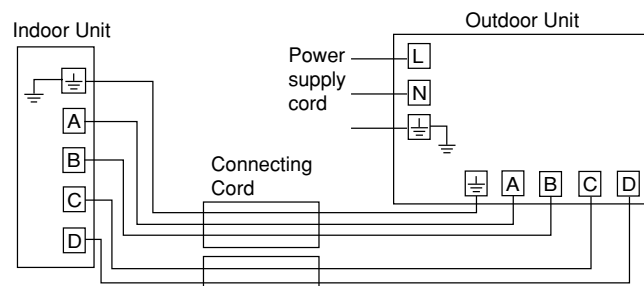 Indoor Unit
Outdoor Unit
Power
supply
cord
L
N
A
B
C
D
Connecting
Cord
A
B
C
D